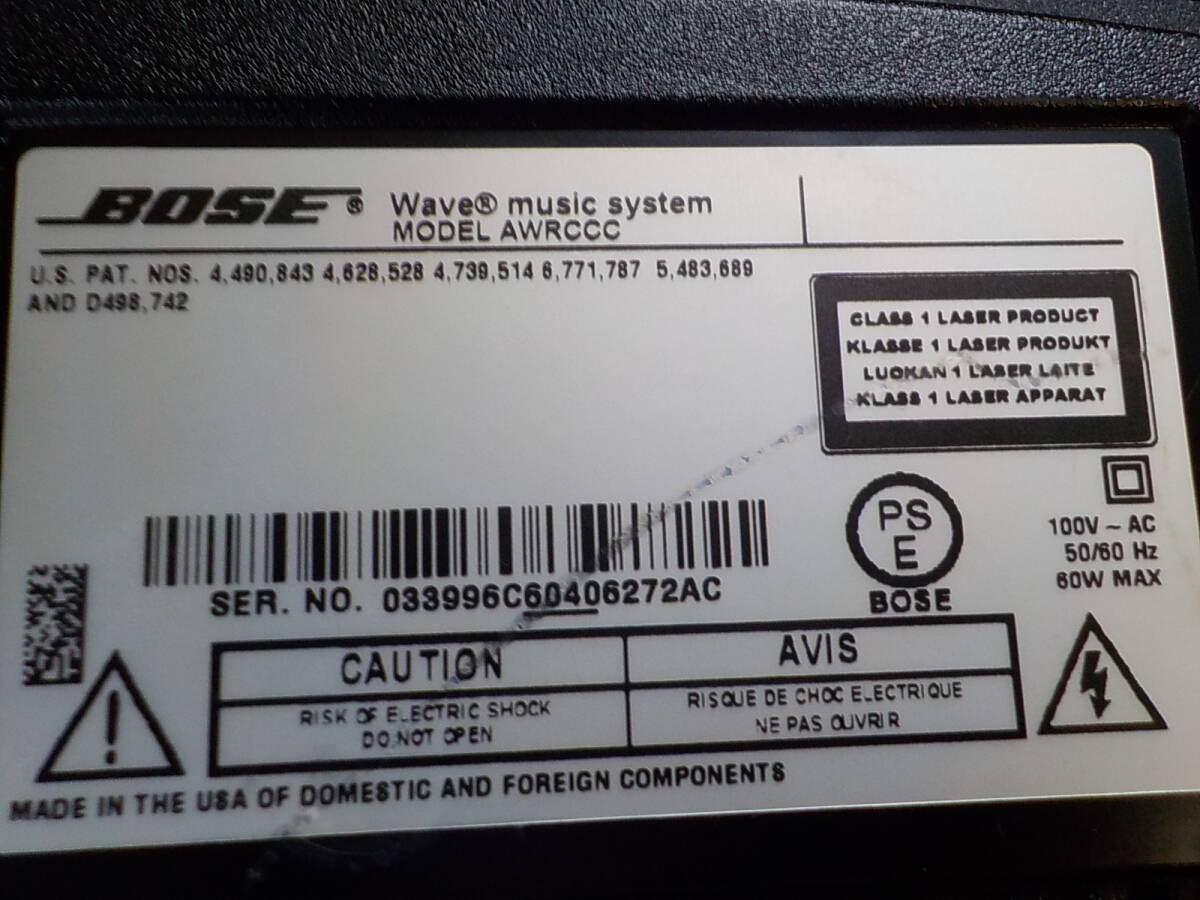 BOSE® Wave® music system
MODEL AWRCCC
U.S. PAT. NOS. 4,490,843 4,628,528 4,739,514 6,771,787 5,483,689
AND D498,742
CLASS 1 LASER PRODUCT
KLASSE 1 LASER PRODUKT
LUOKAN 1 LASER LAITE
KLASS 1 LASER APPARAT
PS
E
BOSE
100V ~ AC
50/60 Hz
60W MAX
SER. NO. 033996C60406272AC
CAUTION
RISK OF ELECTRIC SHOCK
DO NOT OPEN
AVIS
RISQUE DE CHOC ELECTRIQUE
NE PAS OUVRIR
!
MADE IN THE USA OF DOMESTIC AND FOREIGN COMPONENTS